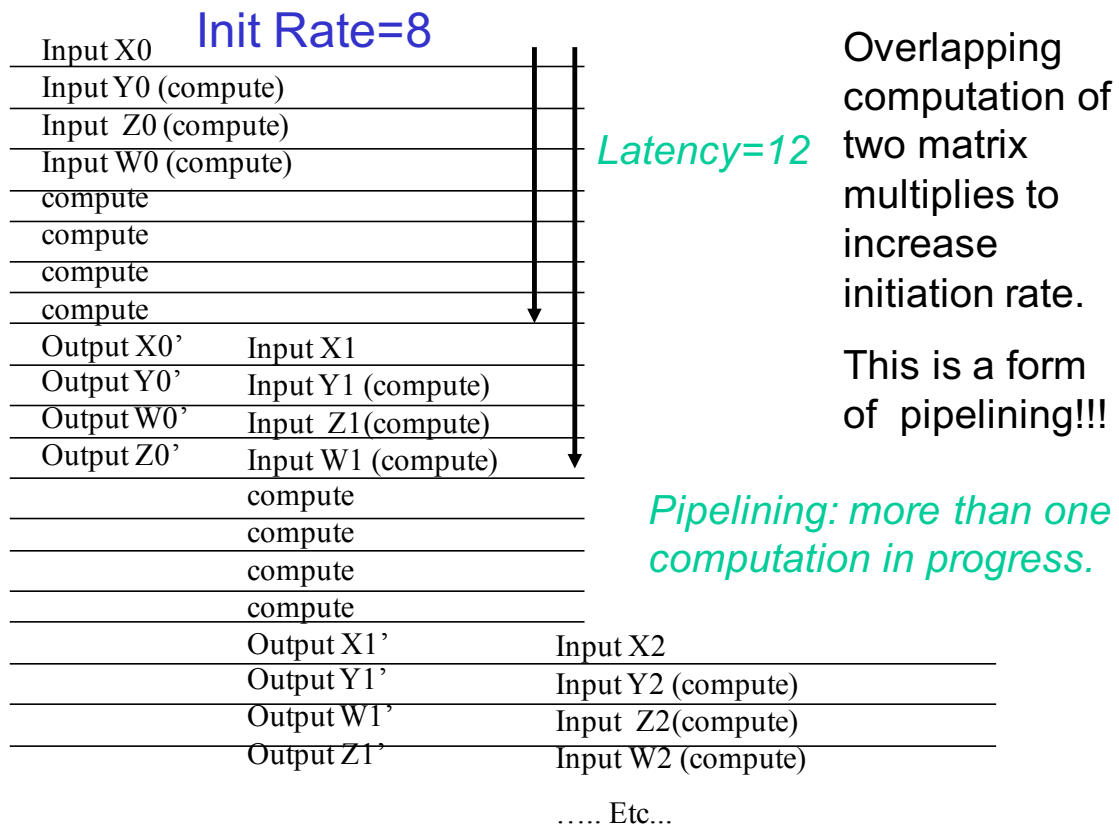 Init Rate=8
Input X0
Input Y0 (compute)
Input Z0 (compute)
Input W0 (compute)
compute
compute
compute
compute
Output X0’ Input X1
Output Y0’ Input Y1 (compute)
Output W0’ Input Z1(compute)
Output Z0’ Input W1 (compute)
compute
compute
compute
compute
Output X1’ Input X2
Output Y1’ Input Y2 (compute)
Output W1’ Input Z2(compute)
Output Z1’ Input W2 (compute)
….. Etc...
Latency=12
Overlapping
computation of
two matrix
multiplies to
increase
initiation rate.
This is a form
of pipelining!!!
Pipelining: more than one
computation in progress.